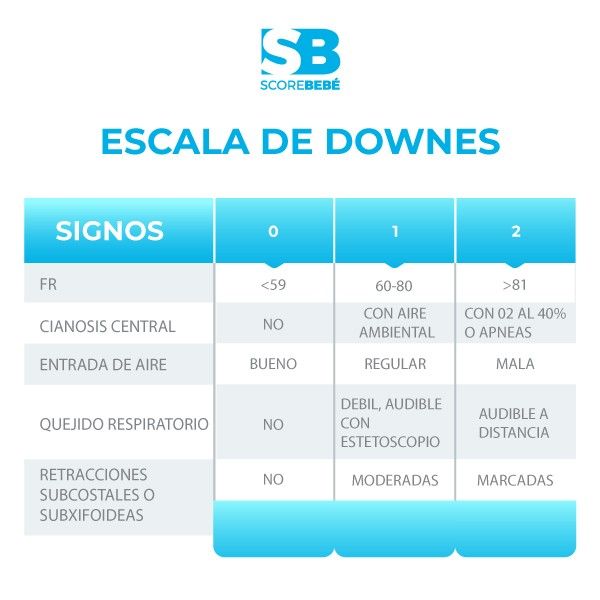 SB
SCOREBEBÉ
ESCALA DE DOWNES
SIGNOS 0 1 2
FR <59 60-80 >81
CIANOSIS CENTRAL NO CON AIRE AMBIENTAL CON 02 AL 40% O APNEAS
ENTRADA DE AIRE BUENO REGULAR MALA
QUEJIDO RESPIRATORIO NO DEBIL, AUDIBLE CON ESTETOSCOPIO AUDIBLE A DISTANCIA
RETRACCIONES SUBCOSTALES O SUBXIFOIDEAS NO MODERADAS MARCADAS